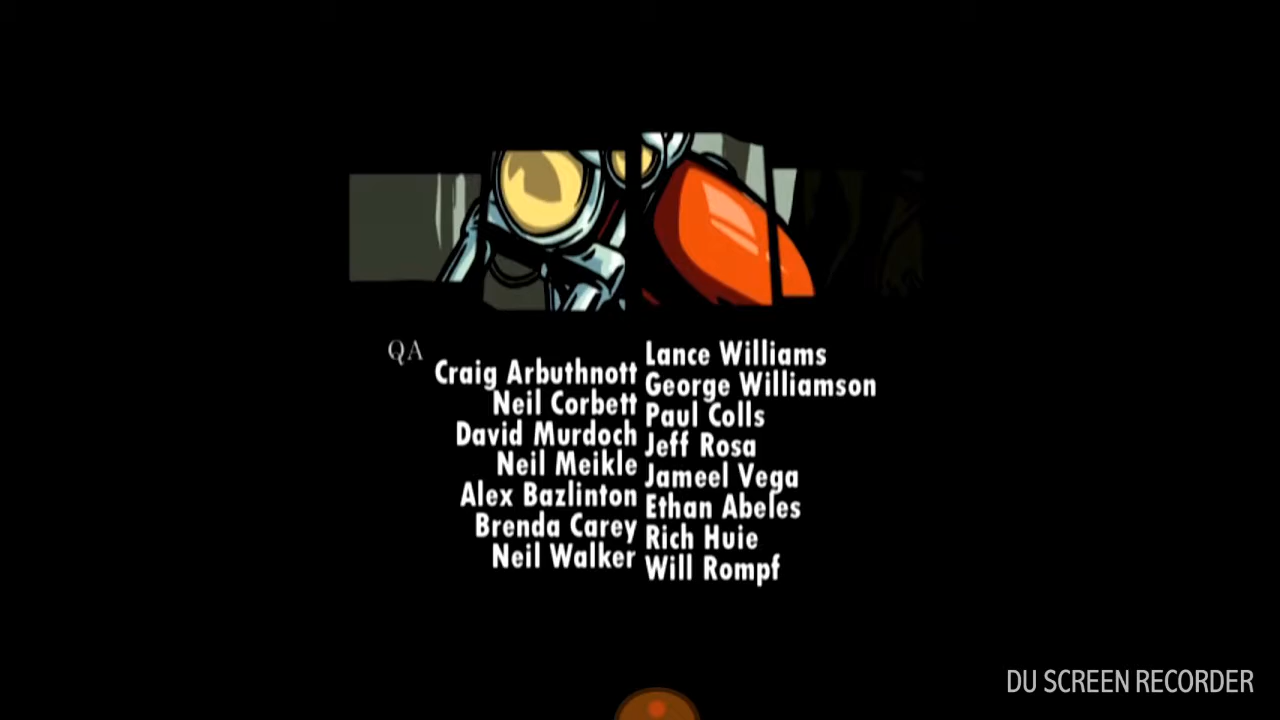 QA
Craig Arbuthnott
Neil Corbett
David Murdoch
Neil Meikle
Alex Bazlinton
Brenda Carey
Neil Walker
Lance Williams
George Williamson
Paul Colls
Jeff Rosa
Jameel Vega
Ethan Abeles
Rich Huie
Will Rompf
DU SCREEN RECORDER